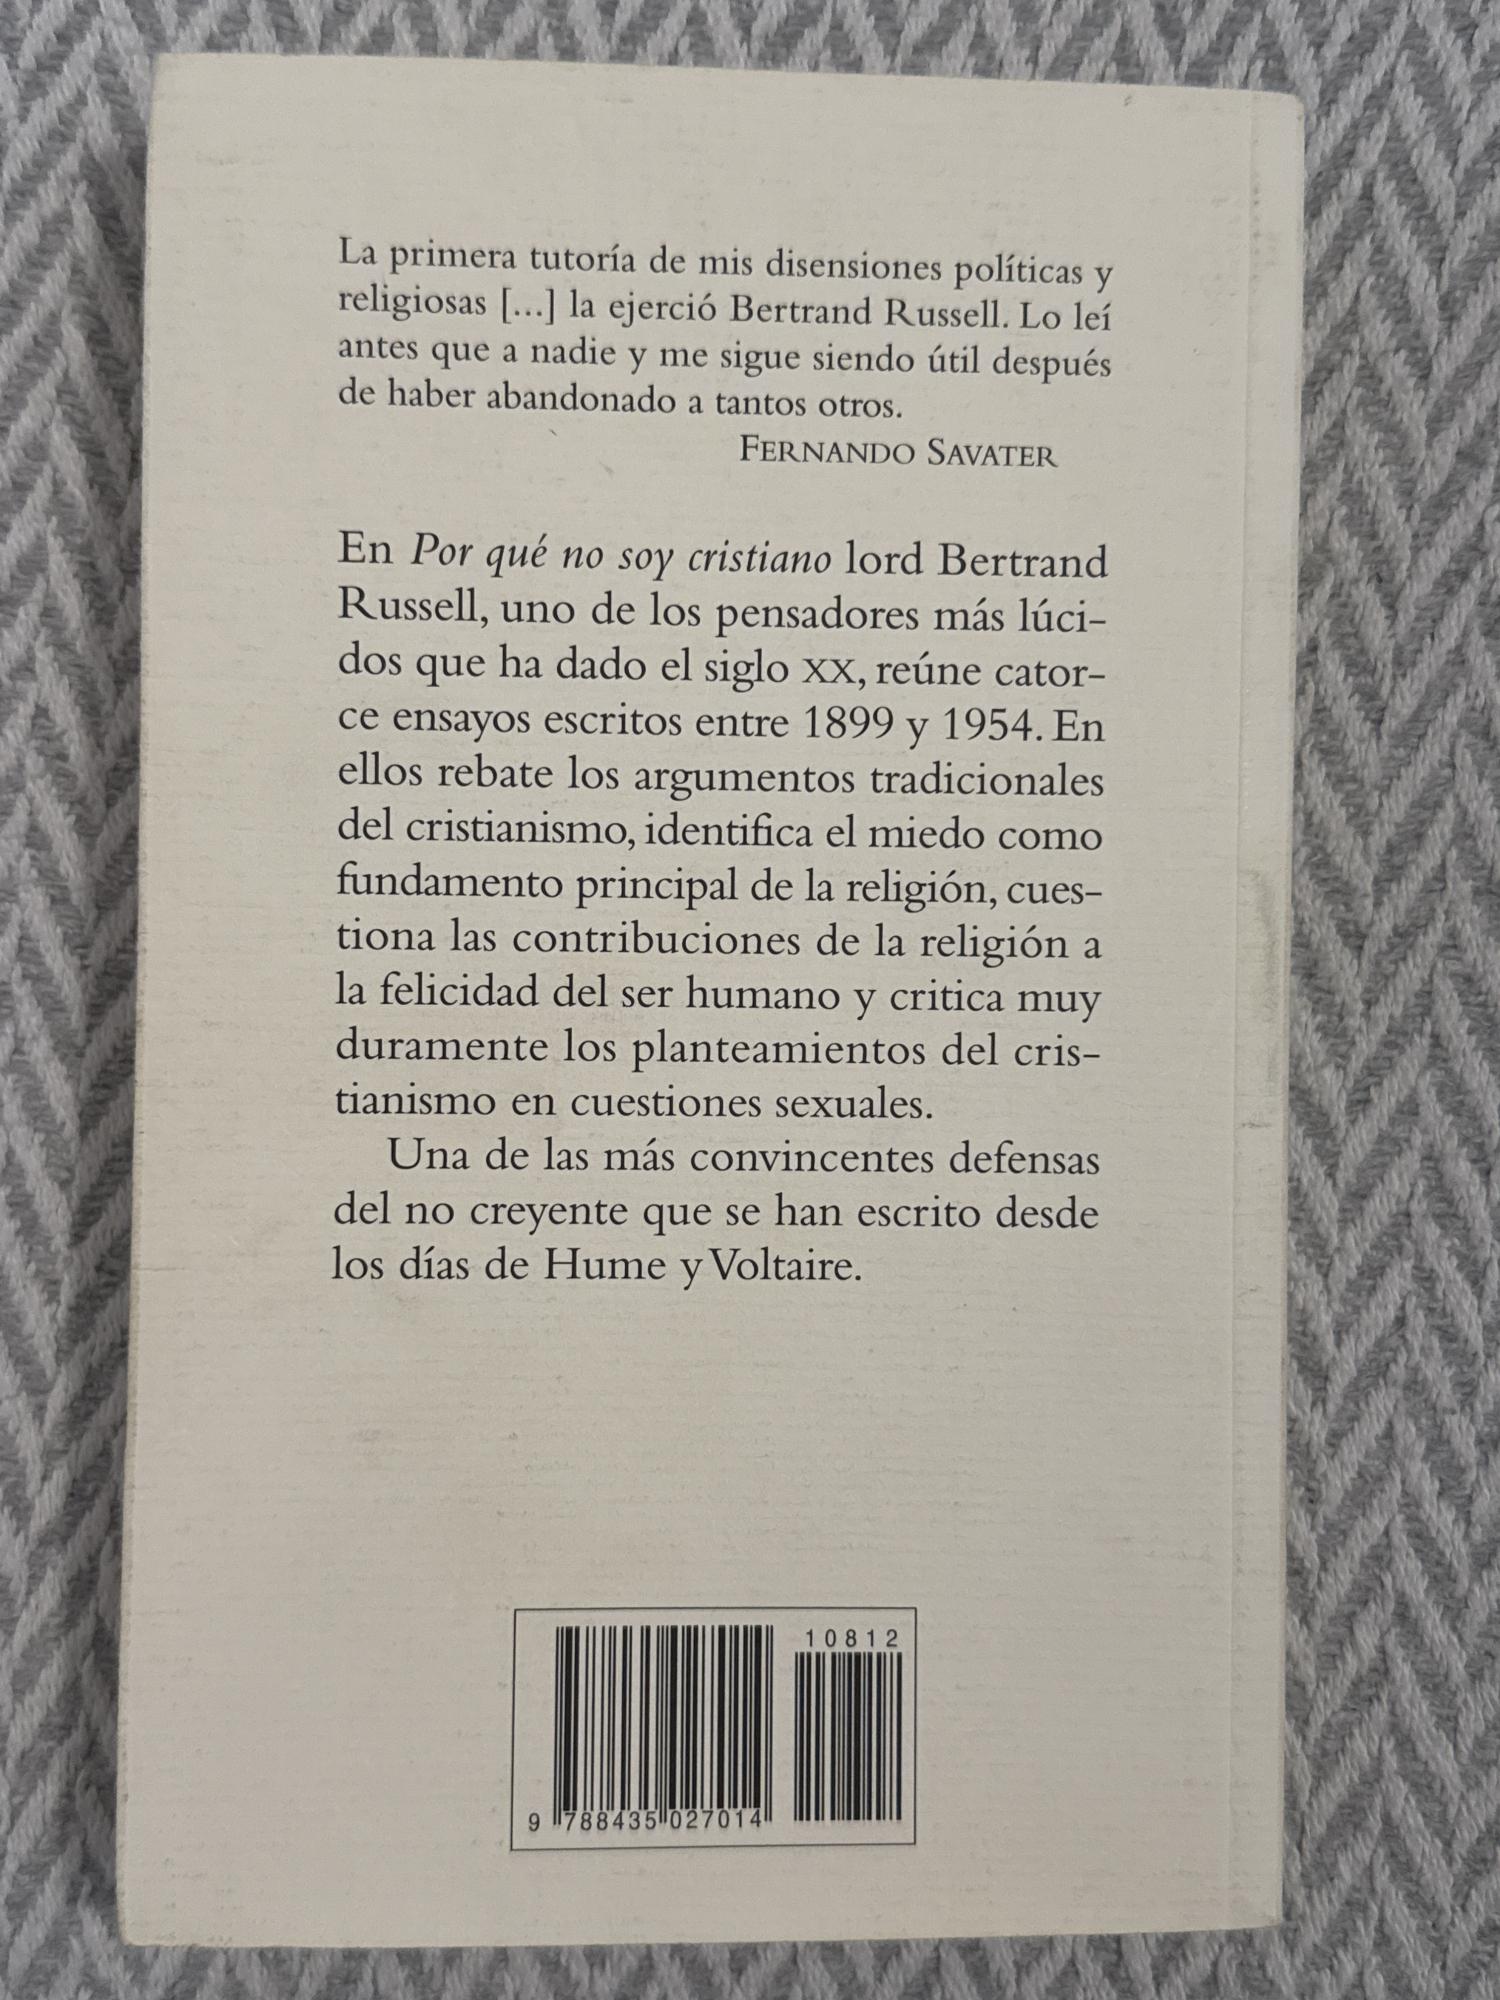 La primera tutoría de mis disensiones políticas y
religiosas [...] la ejerció Bertrand Russell. Lo leí
antes que a nadie y me sigue siendo útil después
de haber abandonado a tantos otros.
FERNANDO SAVATER
En Por qué no soy cristiano lord Bertrand
Russell, uno de los pensadores más lúci-
dos que ha dado el siglo XX, reúne cator-
ce ensayos escritos entre 1899 y 1954. En
ellos rebate los argumentos tradicionales
del cristianismo, identifica el miedo como
fundamento principal de la religión, cues-
tiona las contribuciones de la religión a
la felicidad del ser humano y critica muy
duramente los planteamientos del cris-
tianismo en cuestiones sexuales.
Una de las más convincentes defensas
del no creyente que se han escrito desde
los días de Hume y Voltaire.
10812
9 788435 027014